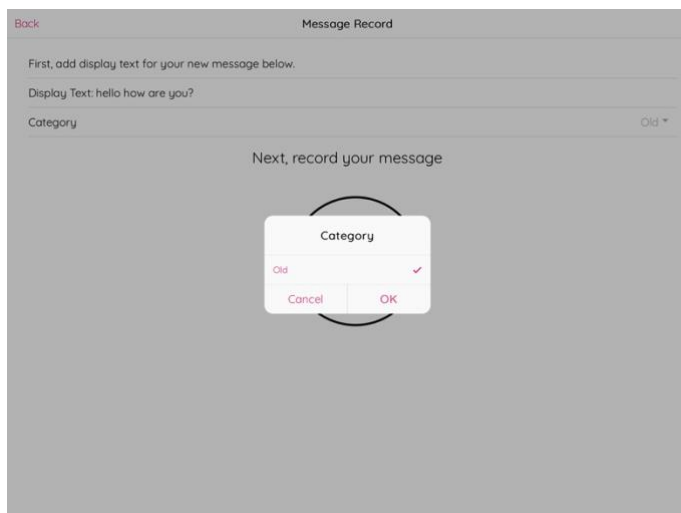 Back Message Record
First, add display text for your new message below.
Display Text: hello how are you?
Category Old
Next, record your message
Category
Old
Cancel OK